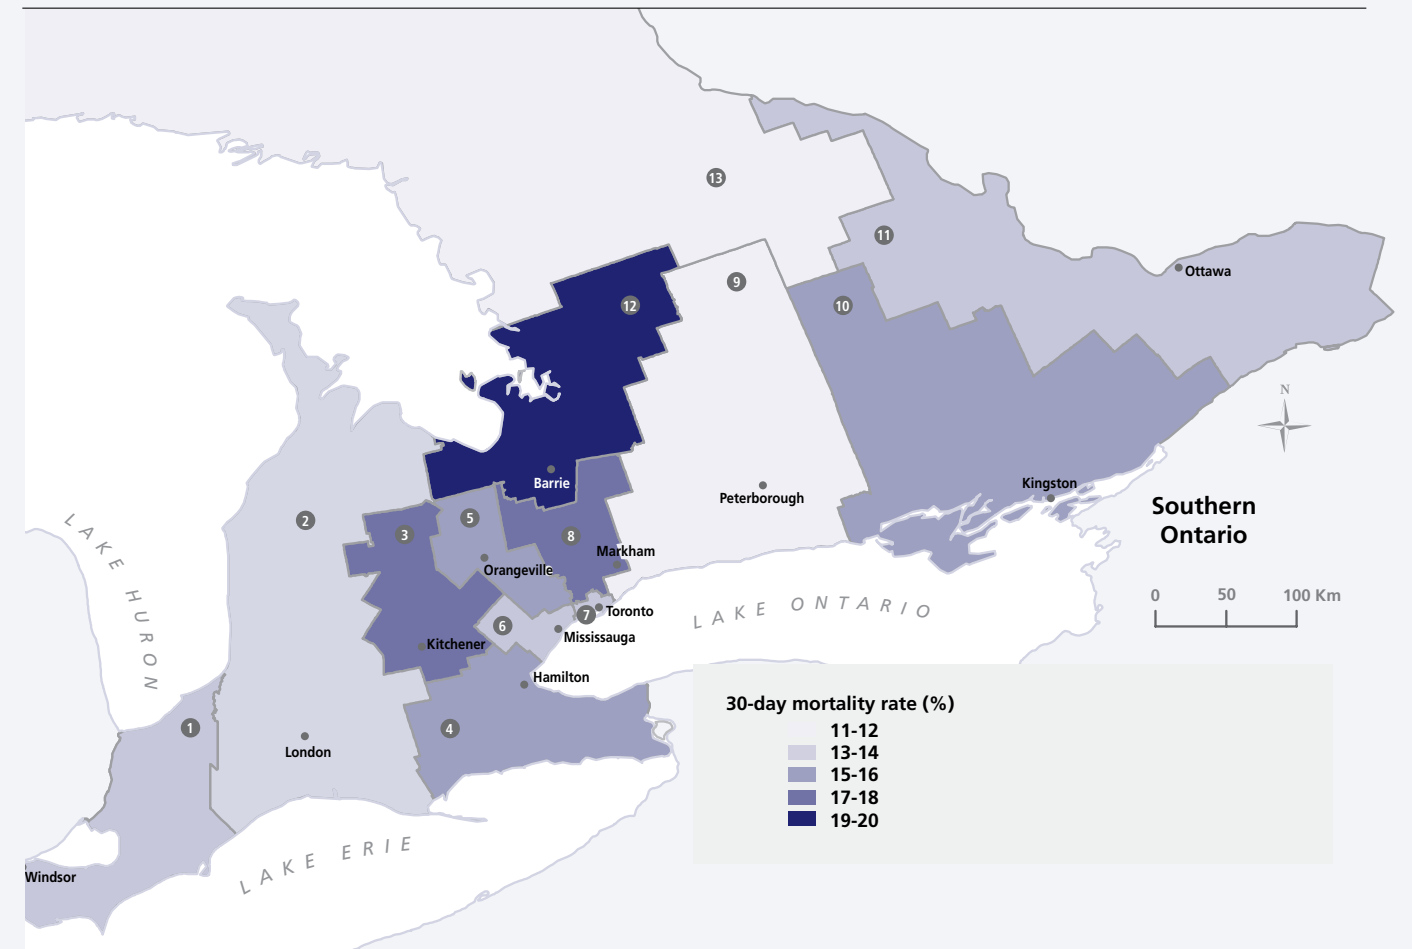 13
11
Ottawa
9
12
10
N
Barrie
Kingston
Peterborough
Southern
Ontario
2
5
3
8
Markham
Orangeville
LAKE HURON
0 50 100 Km
7
Toronto
LAKE ONTARIO
6
Mississauga
Kitchener
Hamilton
1
4
London
30-day mortality rate (%)
11-12
13-14
15-16
17-18
19-20
LAKE ERIE
Windsor